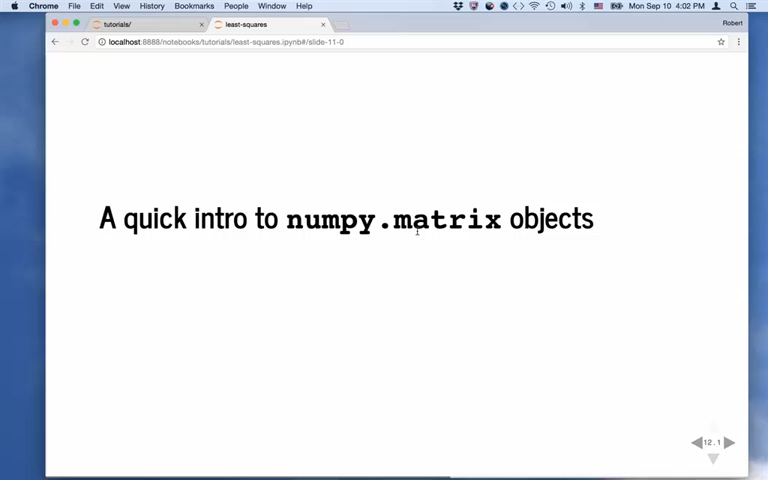 Chrome File Edit View History Bookmarks People Window Help Mon Sep 10 4:02 PM
tutorials/ least-squares Robert
localhost:8888/notebooks/tutorials/least-squares.ipynb#/slide-11-0
A quick intro to numpy.matrix objects
12.1